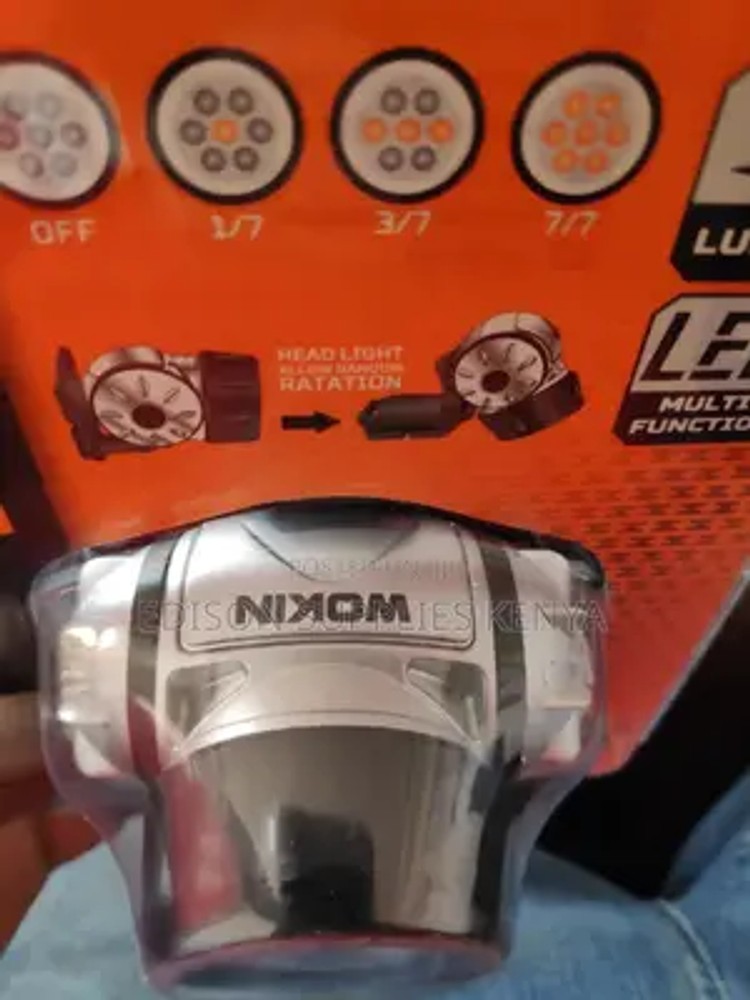 OFF
1/7
3/7
7/7
LU
HEAD LIGHT
ALLOW RANDOM
RATATION
LE
MULTI
FUNCTIO
WOKIN
EDISON SUPPLIES KENYA